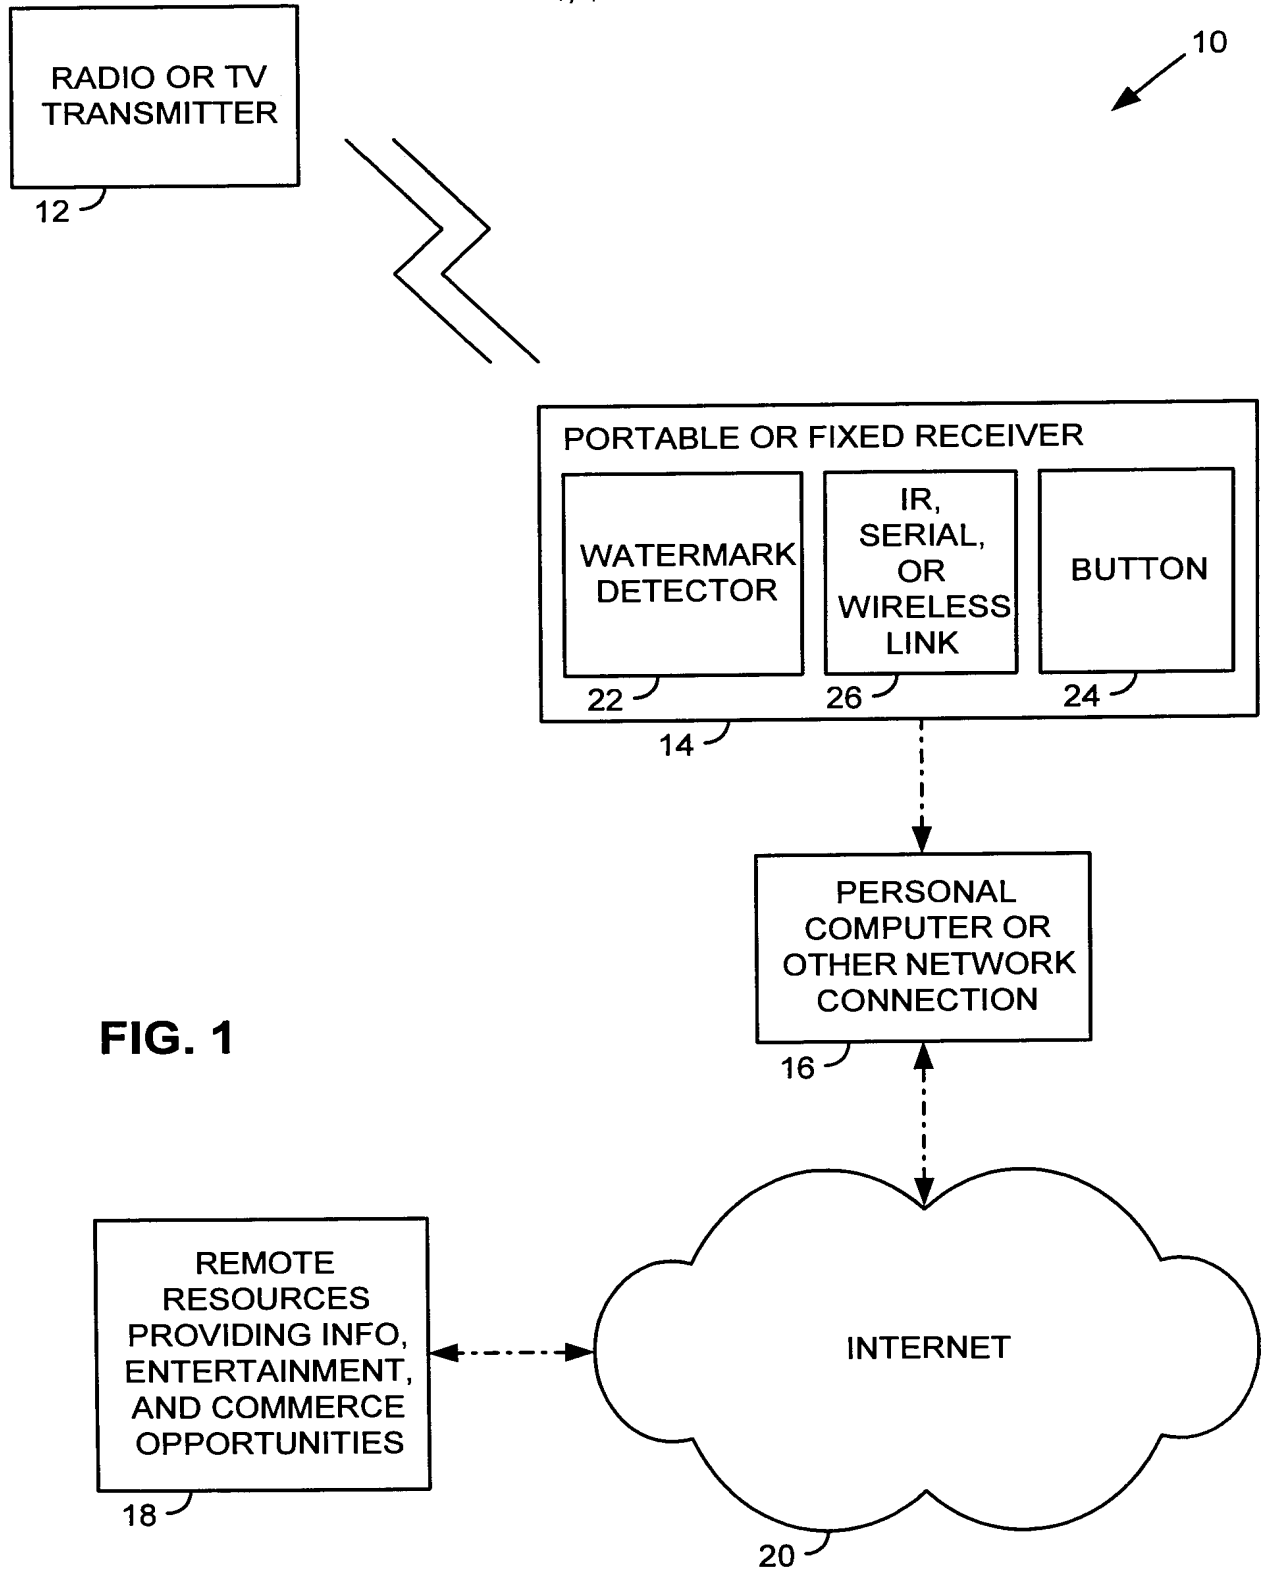 10
RADIO OR TV
TRANSMITTER
12
PORTABLE OR FIXED RECEIVER
WATERMARK
DETECTOR
22
IR,
SERIAL,
OR
WIRELESS
LINK
26
BUTTON
24
14
PERSONAL
COMPUTER OR
OTHER NETWORK
CONNECTION
16
FIG. 1
REMOTE
RESOURCES
PROVIDING INFO,
ENTERTAINMENT,
AND COMMERCE
OPPORTUNITIES
18
INTERNET
20